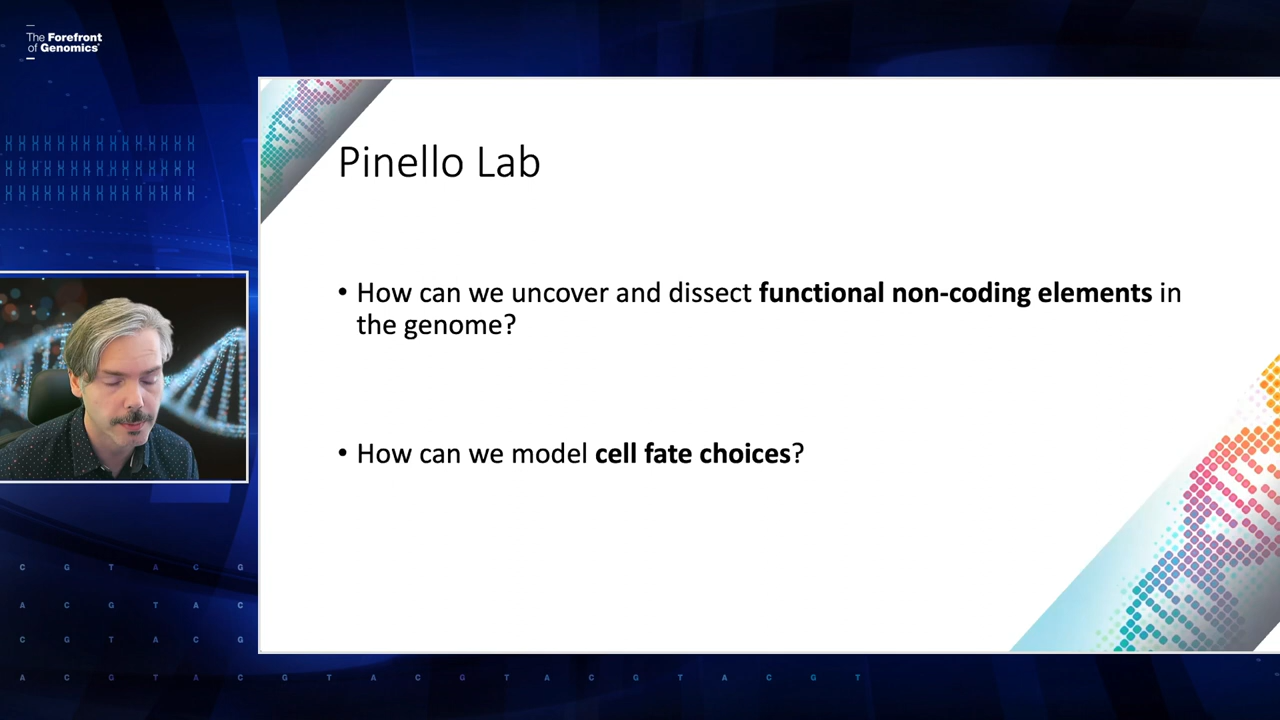 The Forefront
of Genomics®
Pinello Lab
• How can we uncover and dissect functional non-coding elements in
the genome?
• How can we model cell fate choices?
C G T A C G
A C G T A C
C G T A C G
A C G T A C G T A C G T A C G T A C G T